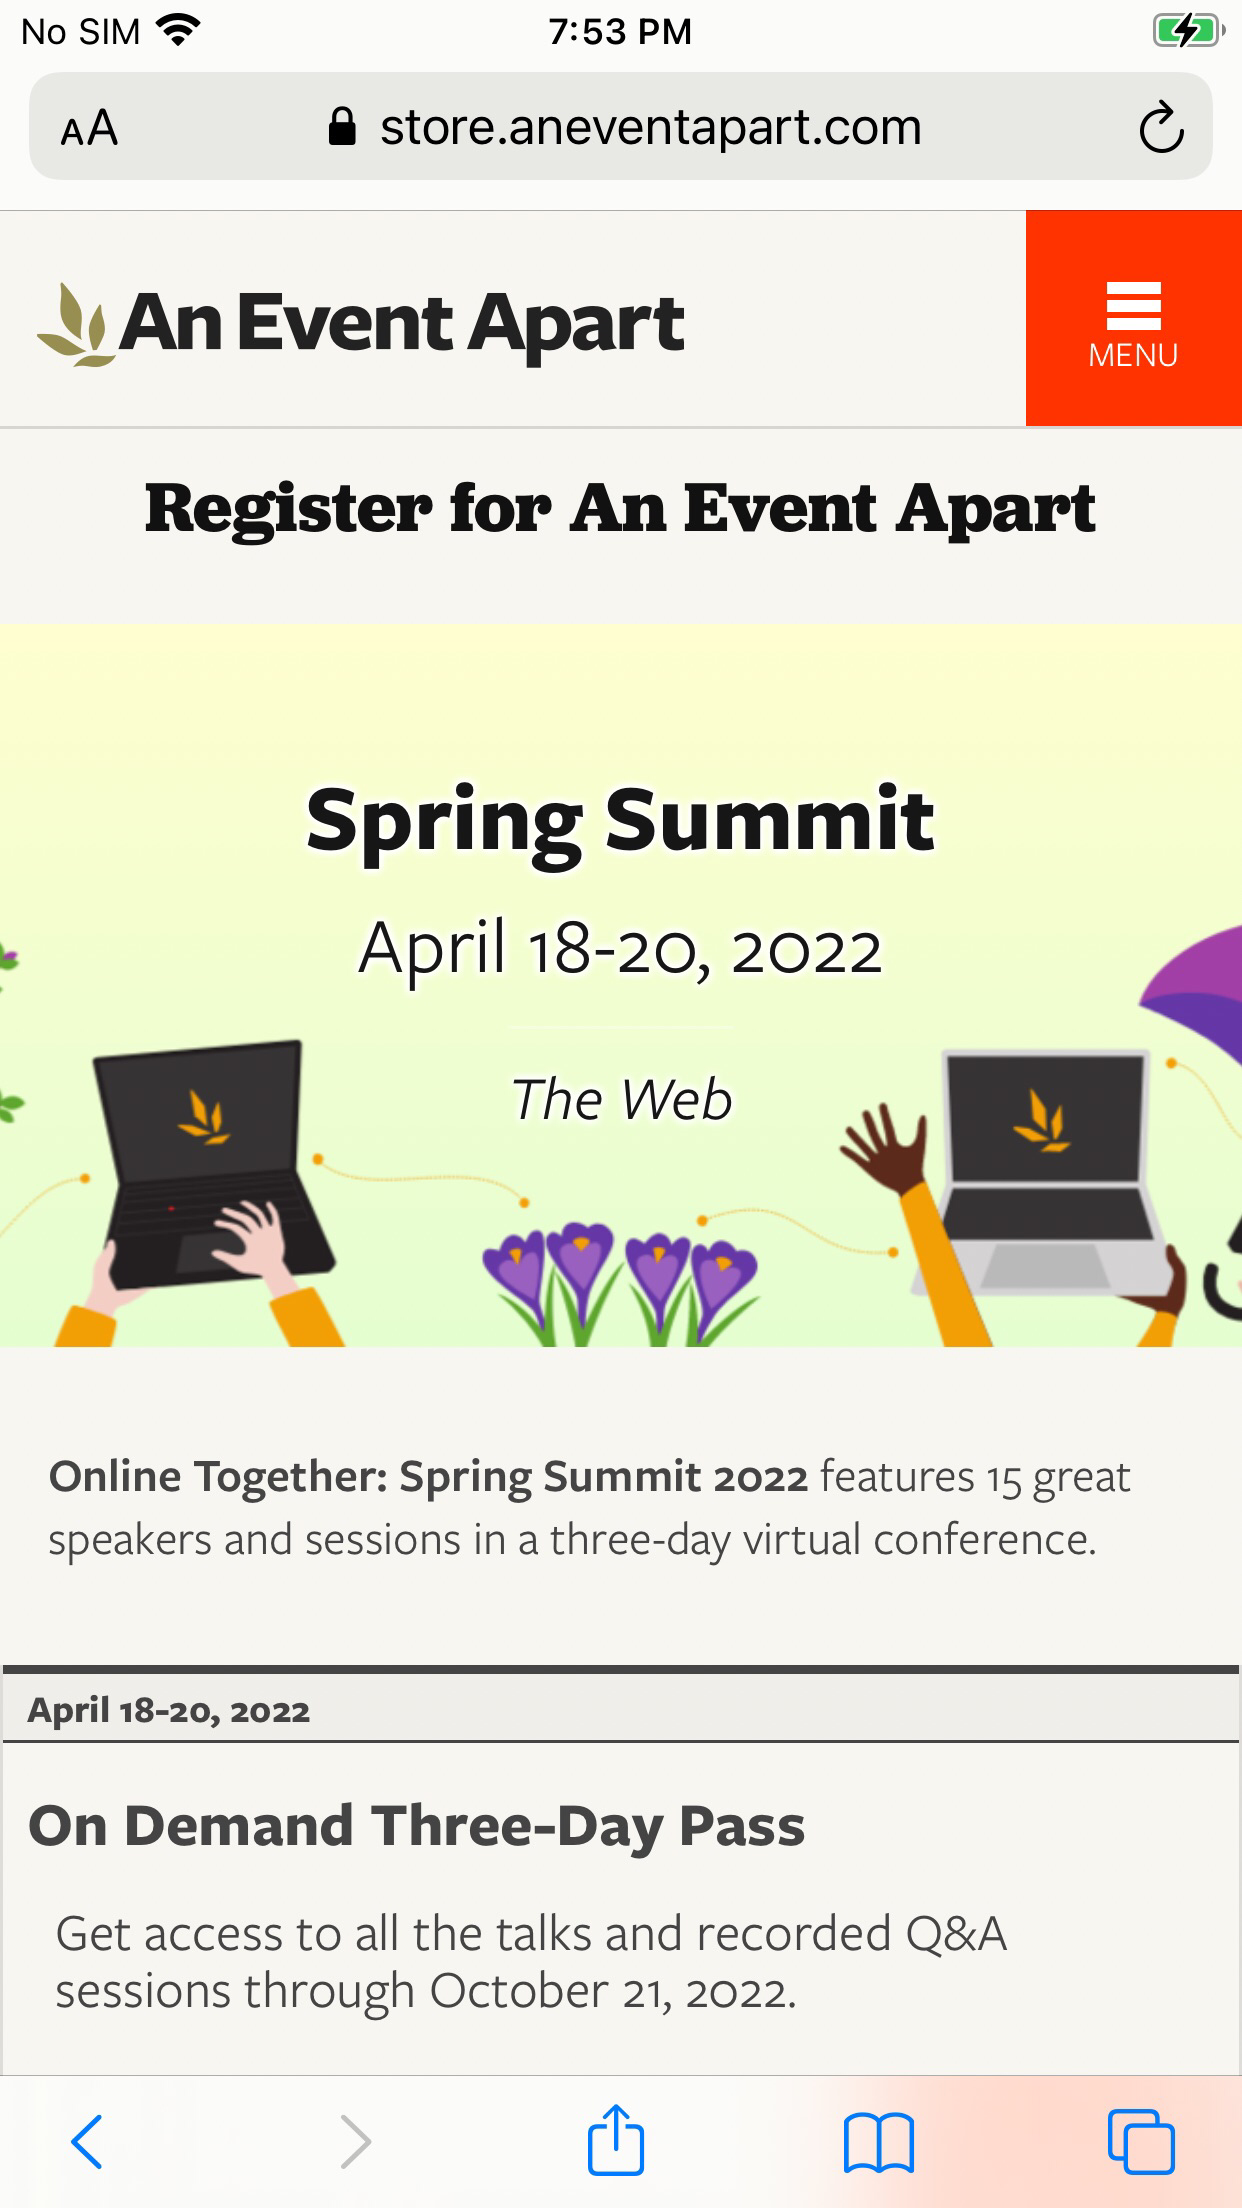 No SIM
7:53 PM
AA
store.aneventapart.com
An Event Apart
MENU
Register for An Event Apart
Spring Summit
April 18-20, 2022
The Web
Online Together: Spring Summit 2022 features 15 great
speakers and sessions in a three-day virtual conference.
April 18-20, 2022
On Demand Three-Day Pass
Get access to all the talks and recorded Q&A
sessions through October 21, 2022.